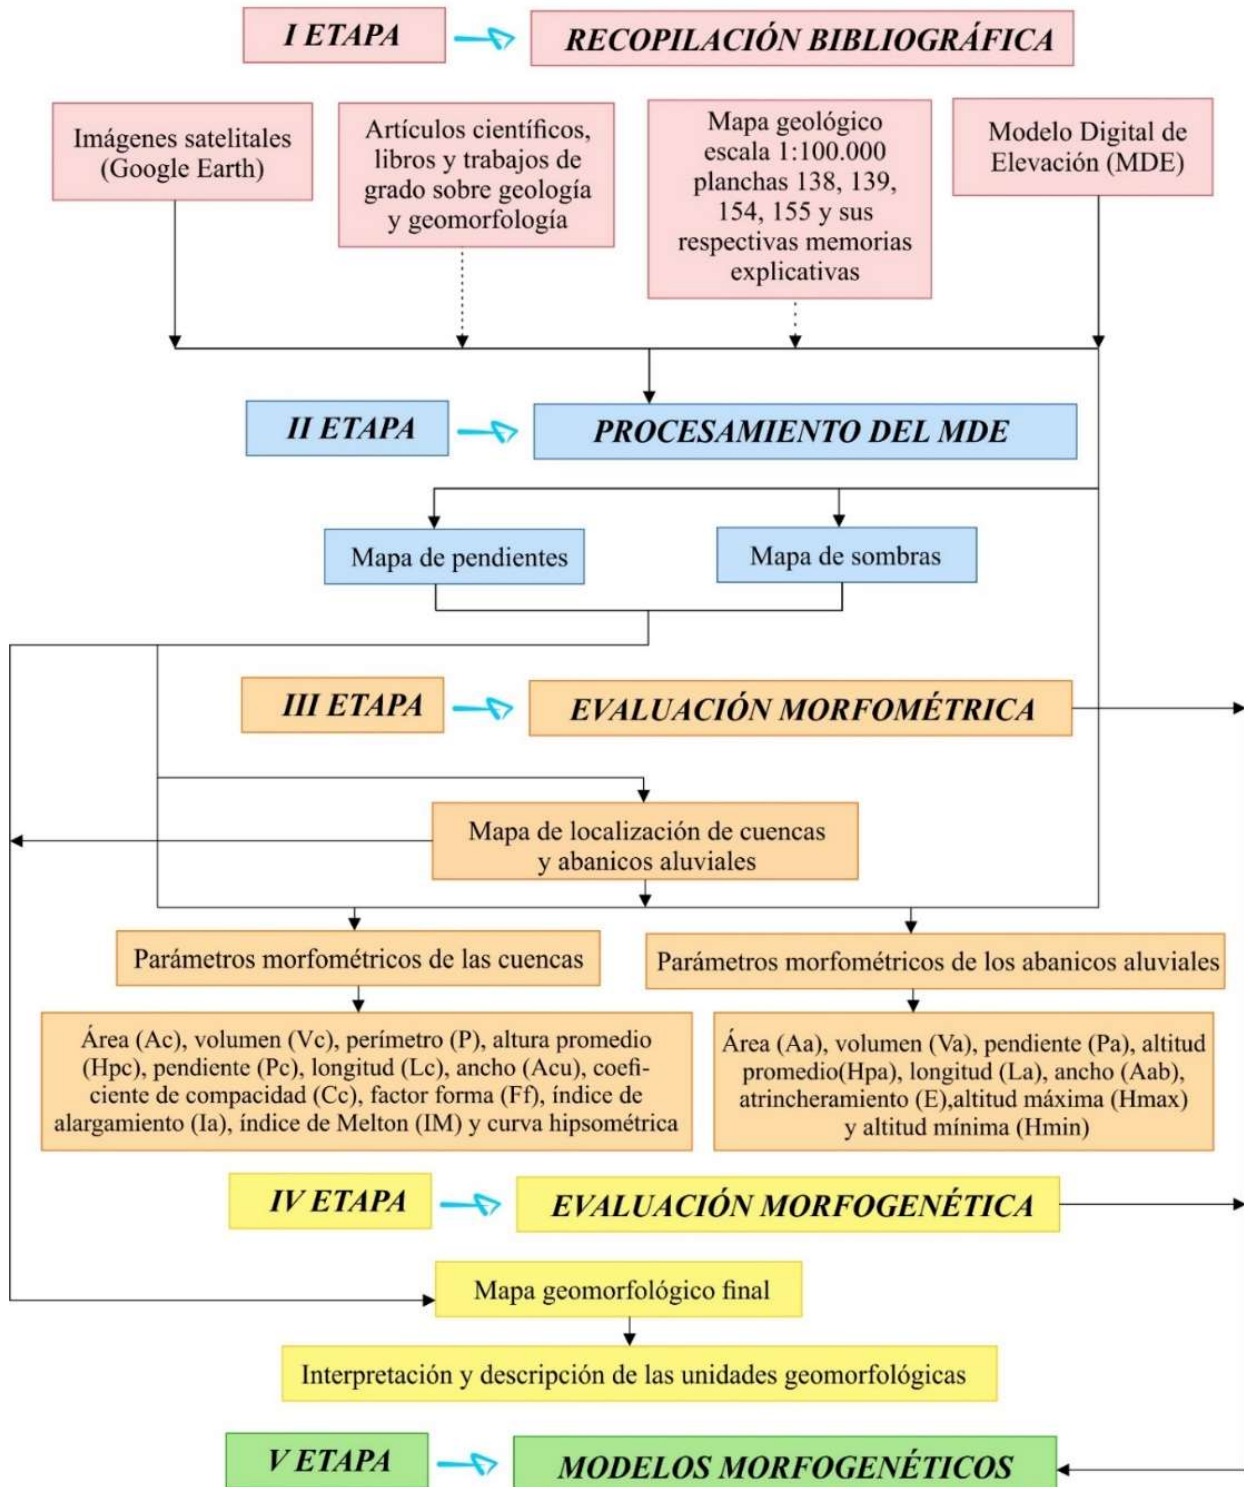 I ETAPA
RECOPILACIÓN BIBLIOGRÁFICA
Imágenes satelitales
(Google Earth)
Artículos científicos,
libros y trabajos de
grado sobre geología
y geomorfología
Mapa geológico
escala 1:100.000
planchas 138, 139,
154, 155 y sus
respectivas memorias
explicativas
Modelo Digital de
Elevación (MDE)
II ETAPA
PROCESAMIENTO DEL MDE
Mapa de pendientes
Mapa de sombras
III ETAPA
EVALUACIÓN MORFOMÉTRICA
Mapa de localización de cuencas
y abanicos aluviales
Parámetros morfométricos de las cuencas
Parámetros morfométricos de los abanicos aluviales
Área (Ac), volumen (Vc), perímetro (P), altura promedio
(Hpc), pendiente (Pc), longitud (Lc), ancho (Acu), coefi-
ciente de compacidad (Cc), factor forma (Ff), índice de
alargamiento (Ia), índice de Melton (IM) y curva hipsométrica
Área (Aa), volumen (Va), pendiente (Pa), altitud
promedio(Hpa), longitud (La), ancho (Aab),
atrincheramiento (E),altitud máxima (Hmax)
y altitud mínima (Hmin)
IV ETAPA
EVALUACIÓN MORFOGENÉTICA
Mapa geomorfológico final
Interpretación y descripción de las unidades geomorfológicas
V ETAPA
MODELOS MORFOGENÉTICOS